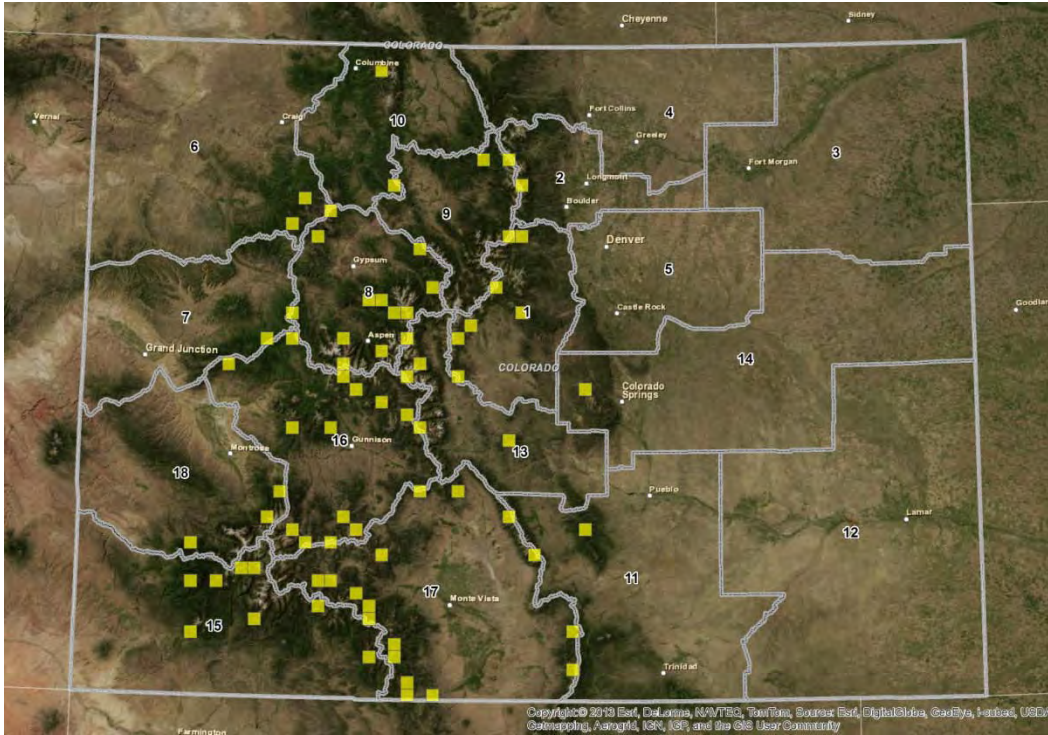 Cheyenne
Sidney
COLORADO
Columbine
Vernal
Craig
Fort Collins
10
4
6
Greeley
3
Fort Morgan
2
Longmont
Boulder
9
Denver
5
Gypsum
8
7
1
Castle Rock
Goodlan
Aspen
Grand Junction
14
COLORADO
Colorado
Springs
16
Gunnison
13
Montrose
18
Pueblo
Lamar
12
11
17
Monte Vista
15
Trinidad
Copyright:© 2013 Esri, DeLorme, NAVTEQ, TomTom, Source: Esri, DigitalGlobe, GeoEye, i-cubed, USDA
Getmapping, Aerogrid, IGN, IGP, and the GIS User Community
Farmington